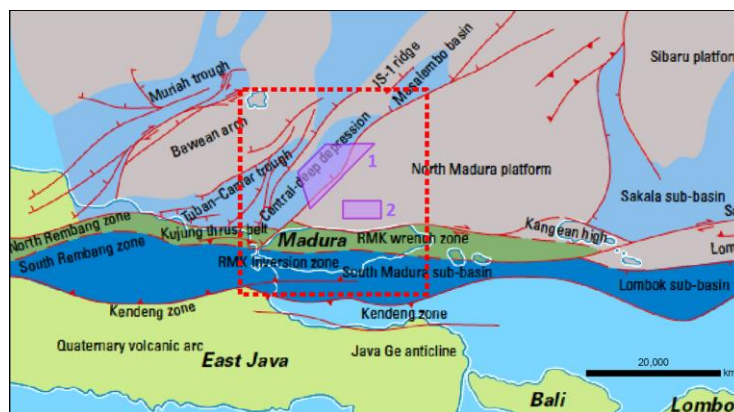 JS-1 ridge
Masalembo basin
Sibaru platform
Muriah trough
Bawean arch
Central-deep depression
1
North Madura platform
Tuban-Camar trough
2
Sakala sub-basin
North Rembang zone
Kujung thrust belt
Madura
RMK wrench zone
Kangean high
South Rembang zone
RMK inversion zone
South Madura sub-basin
Lombok sub-basin
Kendeng zone
Kendeng zone
Quaternary volcanic arc
East Java
Java Ge anticline
20,000
km
Bali
Lombo